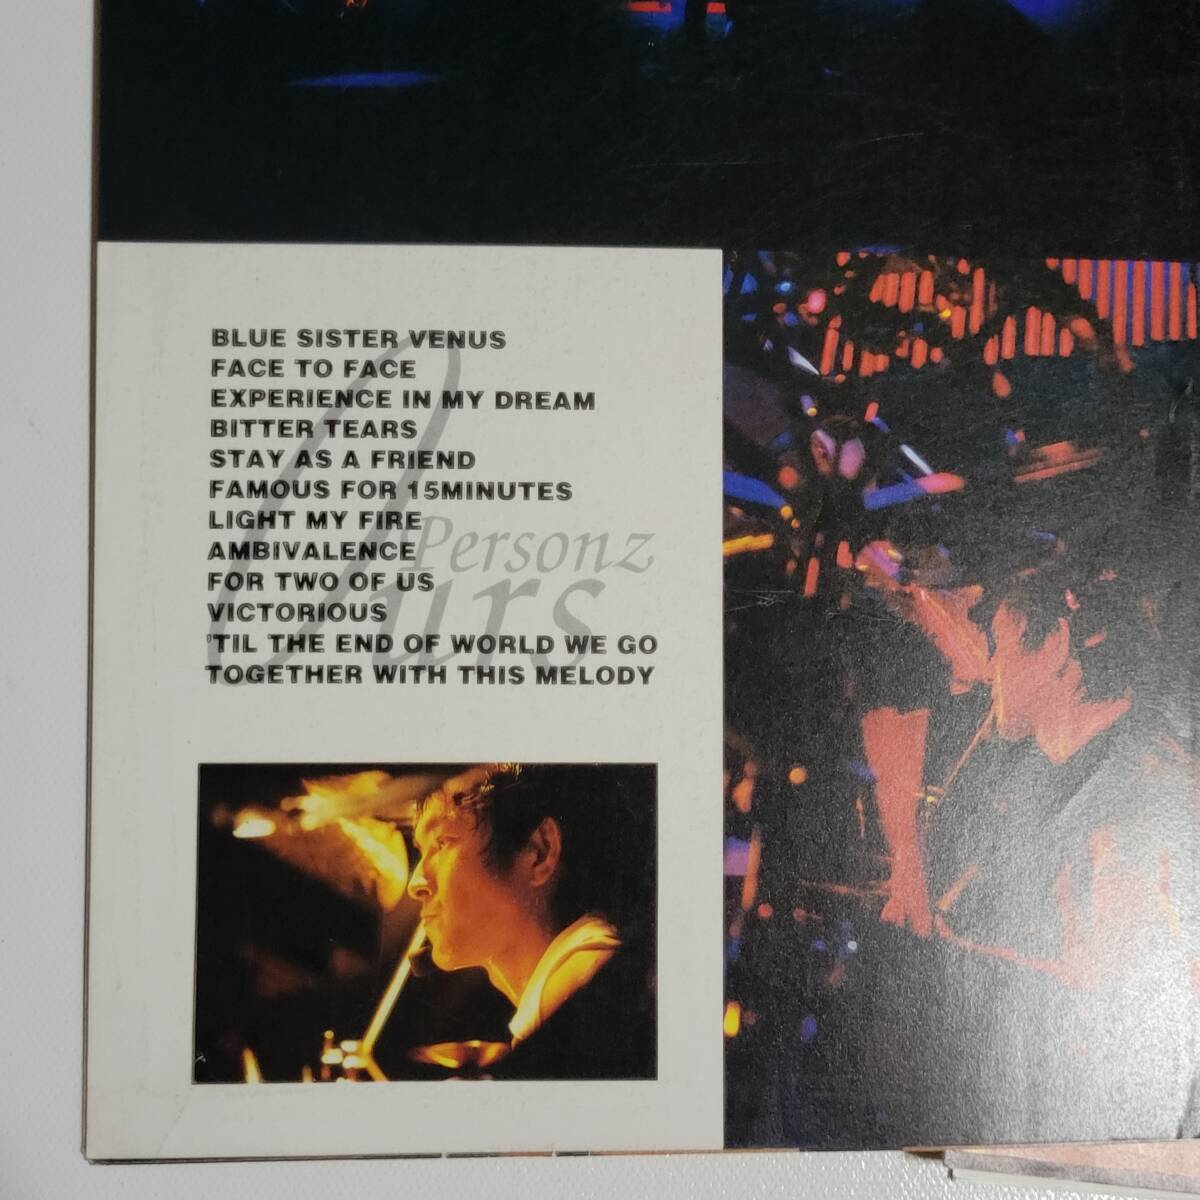 BLUE SISTER VENUS
FACE TO FACE
EXPERIENCE IN MY DREAM
BITTER TEARS
STAY AS A FRIEND
FAMOUS FOR 15MINUTES
LIGHT MY FIRE
AMBIVALENCE
FOR TWO OF US
VICTORIOUS
'TIL THE END OF WORLD WE GO
TOGETHER WITH THIS MELODY
Personz
Ours